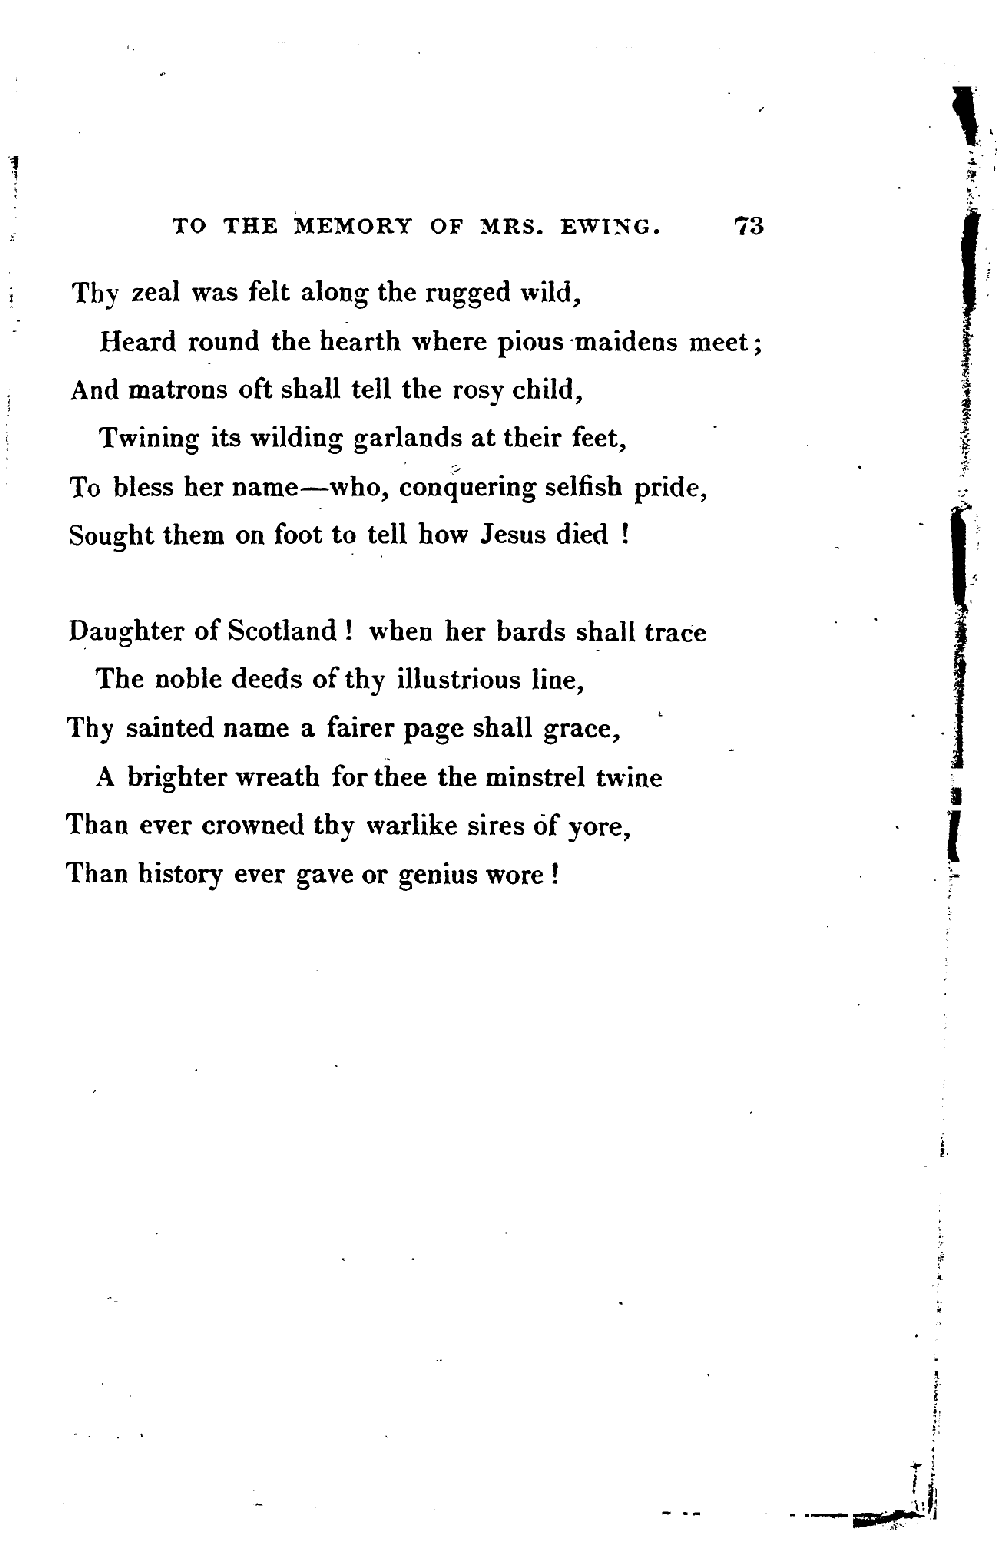 TO THE MEMORY OF MRS. EWING. 73
Thy zeal was felt along the rugged wild,
Heard round the hearth where pious maidens meet;
And matrons oft shall tell the rosy child,
Twining its wilding garlands at their feet,
To bless her name—who, conquering selfish pride,
Sought them on foot to tell how Jesus died !
Daughter of Scotland ! when her bards shall trace
The noble deeds of thy illustrious line,
Thy sainted name a fairer page shall grace,
A brighter wreath for thee the minstrel twine
Than ever crowned thy warlike sires of yore,
Than history ever gave or genius wore !